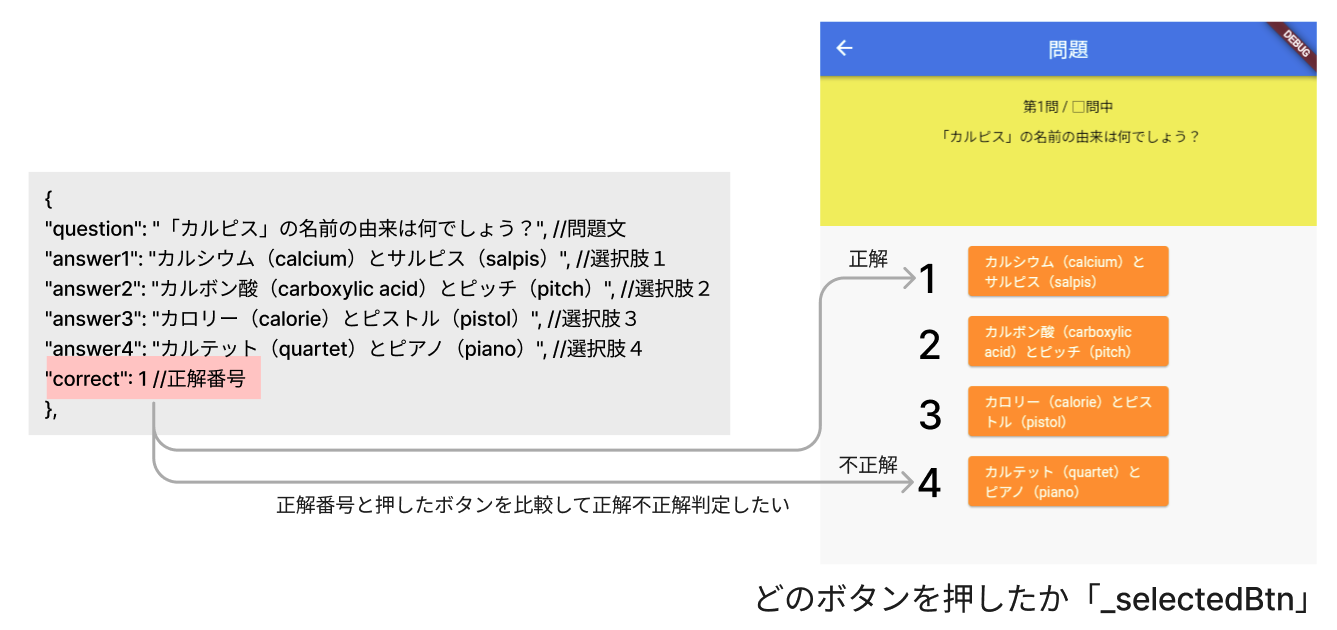 {
"question": "「カルピス」の名前の由来は何でしょう？", //問題文
"answer1": "カルシウム（calcium）とサルピス（salpis）", //選択肢１
"answer2": "カルボン酸（carboxylic acid）とピッチ（pitch）", //選択肢２
"answer3": "カロリー（calorie）とピストル（pistol）", //選択肢３
"answer4": "カルテット（quartet）とピアノ（piano）", //選択肢４
"correct": 1 //正解番号
},
正解番号と押したボタンを比較して正解不正解判定したい
問題
DEBUG
第1問 / □問中
「カルピス」の名前の由来は何でしょう？
正解
1
カルシウム（calcium）と
サルピス（salpis）
2
カルボン酸（carboxylic
acid）とピッチ（pitch）
3
カロリー（calorie）とピス
トル（pistol）
不正解
4
カルテット（quartet）と
ピアノ（piano）
どのボタンを押したか「_selectedBtn」